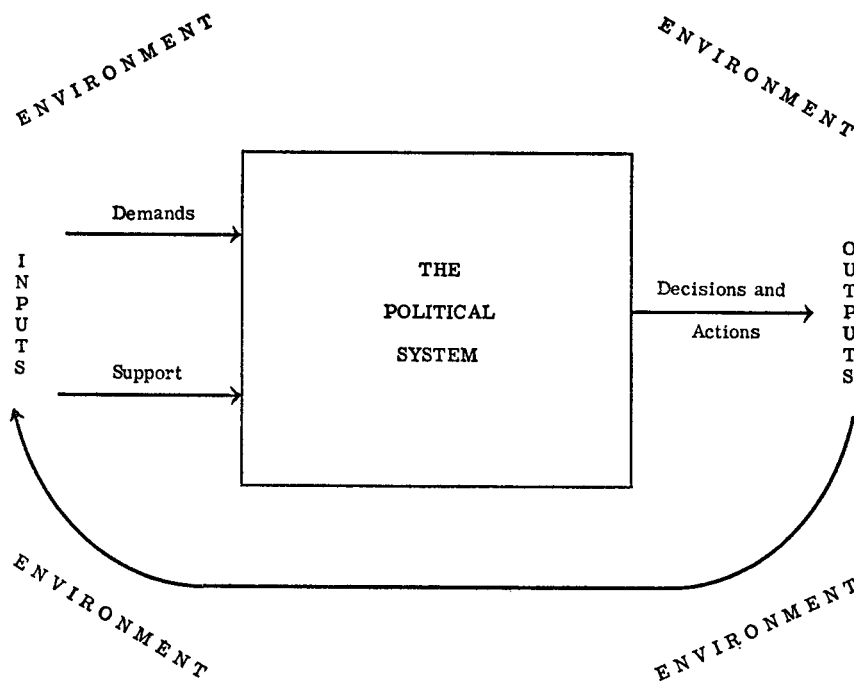 ENVIRONMENT
ENVIRONMENT
Demands
INPUTS
THE
POLITICAL
SYSTEM
Decisions and
Actions
OUTPUTS
Support
ENVIRONMENT
ENVIRONMENT